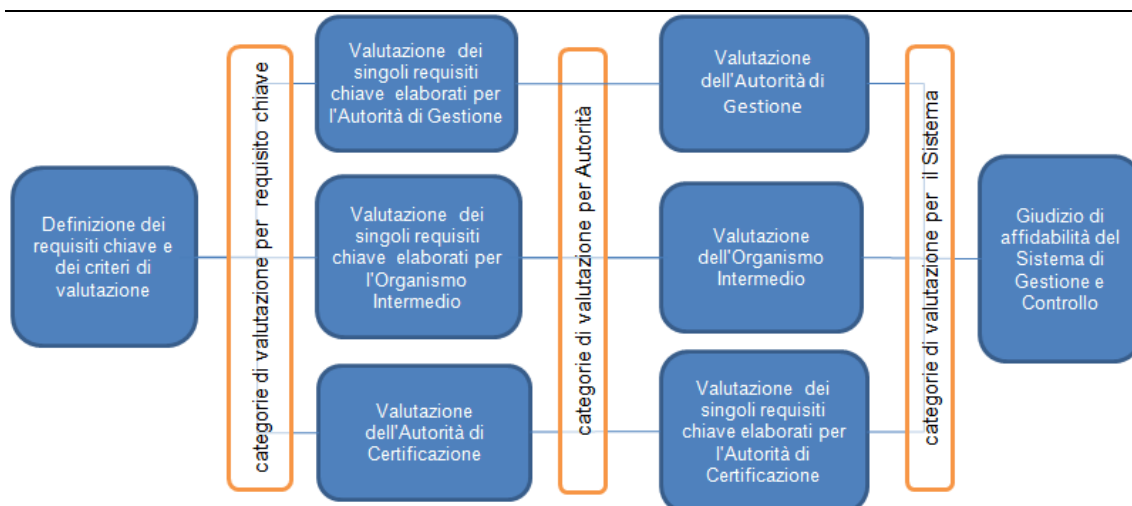 Definizione dei
requisiti chiave e
dei criteri di
valutazione
categorie di valutazione per requisito chiave
Valutazione dei
singoli requisiti
chiave elaborati per
l'Autorità di Gestione
Valutazione dei
singoli requisiti
chiave elaborati per
l'Organismo
Intermedio
Valutazione
dell'Autorità di
Certificazione
categorie di valutazione per Autorità
Valutazione
dell'Autorità di
Gestione
Valutazione
dell'Organismo
Intermedio
Valutazione dei
singoli requisiti
chiave elaborati per
l'Autorità di
Certificazione
categorie di valutazione per il Sistema
Giudizio di
affidabilità del
Sistema di
Gestione e
Controllo